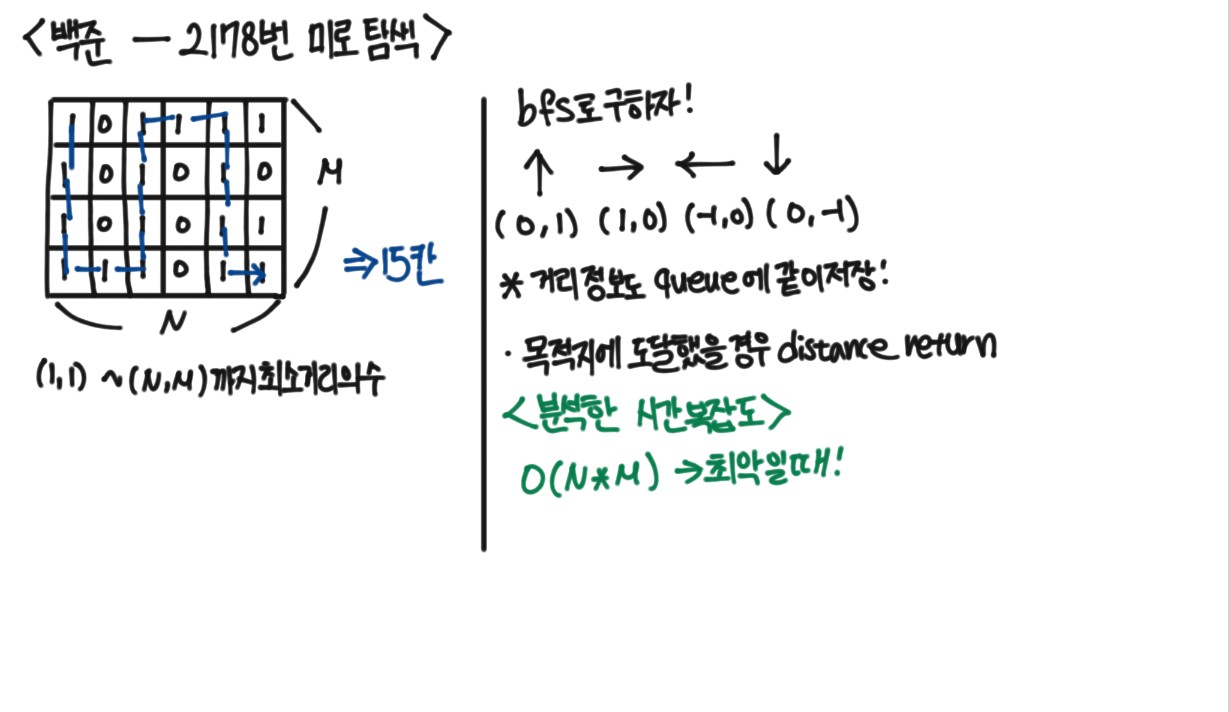 <백준 — 2178번 미로탐색>
1 0 1 1 1 1
1 0 1 0 1 0
1 0 1 0 1 1
1 1 1 0 1 1
M
N
⇒15칸
(1,1) ~(N,M)까지최소거리의수
bfs로구하자!
↑ → ← ↓
(0,1) (1,0) (-1,0) (0,-1)
* 거리정보도 queue에 같이저장!
· 목적지에 도달했을경우 distance return
<분석한 시간복잡도>
O(N*M) →최악일때!